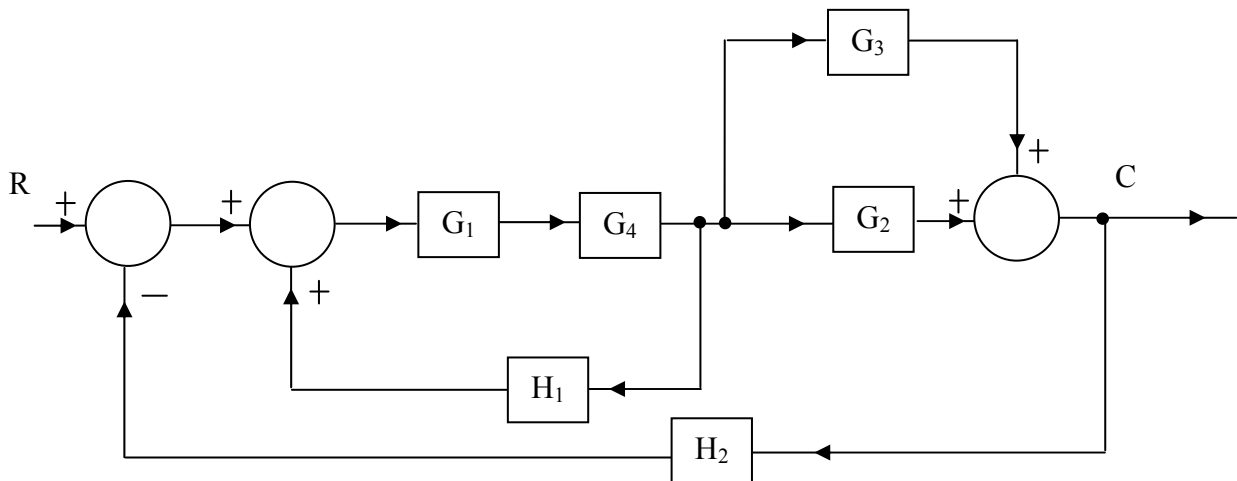 G₃
R
+
+
+
C
+
G₁
G₄
G₂
−
+
H₁
H₂